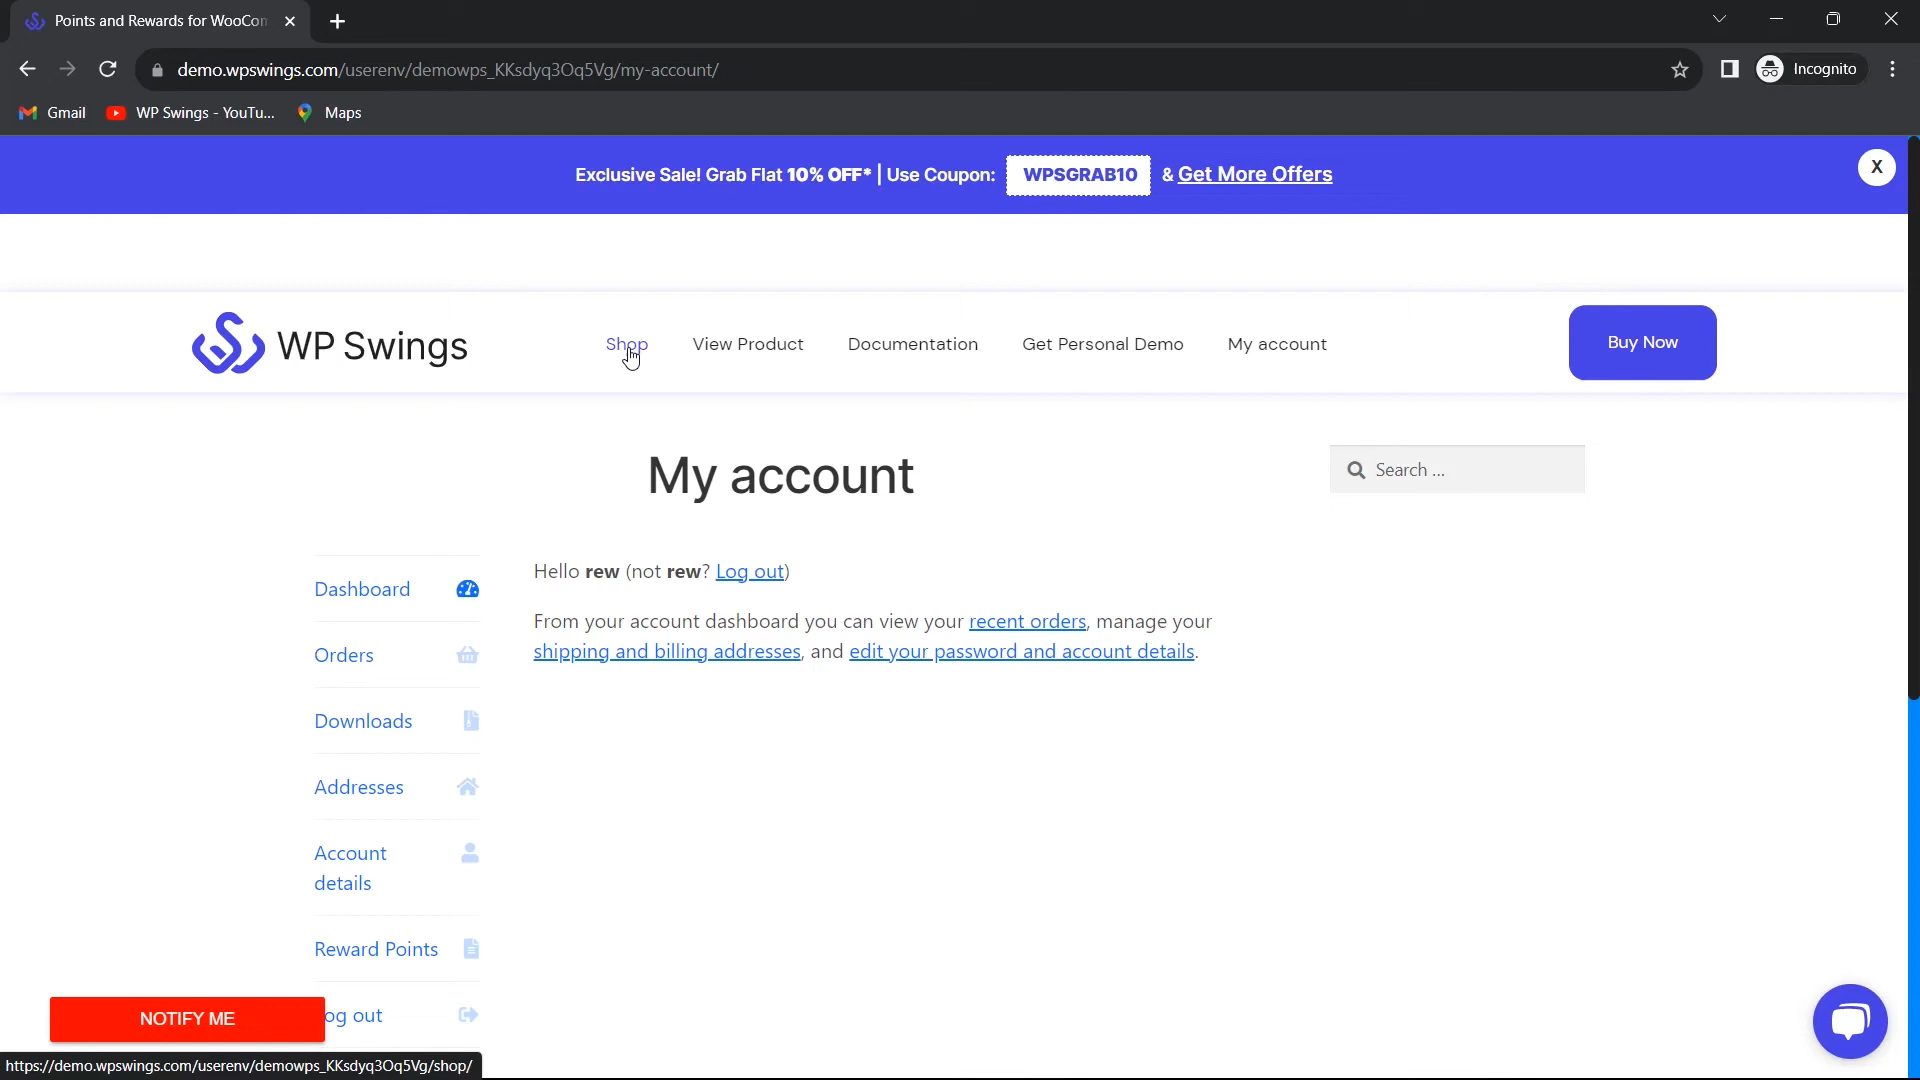 Points and Rewards for WooCon
demo.wpswings.com/userenv/demowps_KKsdyq3Oq5Vg/my-account/
Incognito
Gmail
WP Swings - YouTu...
Maps
Exclusive Sale! Grab Flat 10% OFF* | Use Coupon: WPSGRAB10 & Get More Offers
X
WP Swings
Shop
View Product
Documentation
Get Personal Demo
My account
Buy Now
My account
Search ...
Hello rew (not rew? Log out)
From your account dashboard you can view your recent orders, manage your
shipping and billing addresses, and edit your password and account details.
Dashboard
Orders
Downloads
Addresses
Account
details
Reward Points
og out
NOTIFY ME
https://demo.wpswings.com/userenv/demowps_KKsdyq3Oq5Vg/shop/